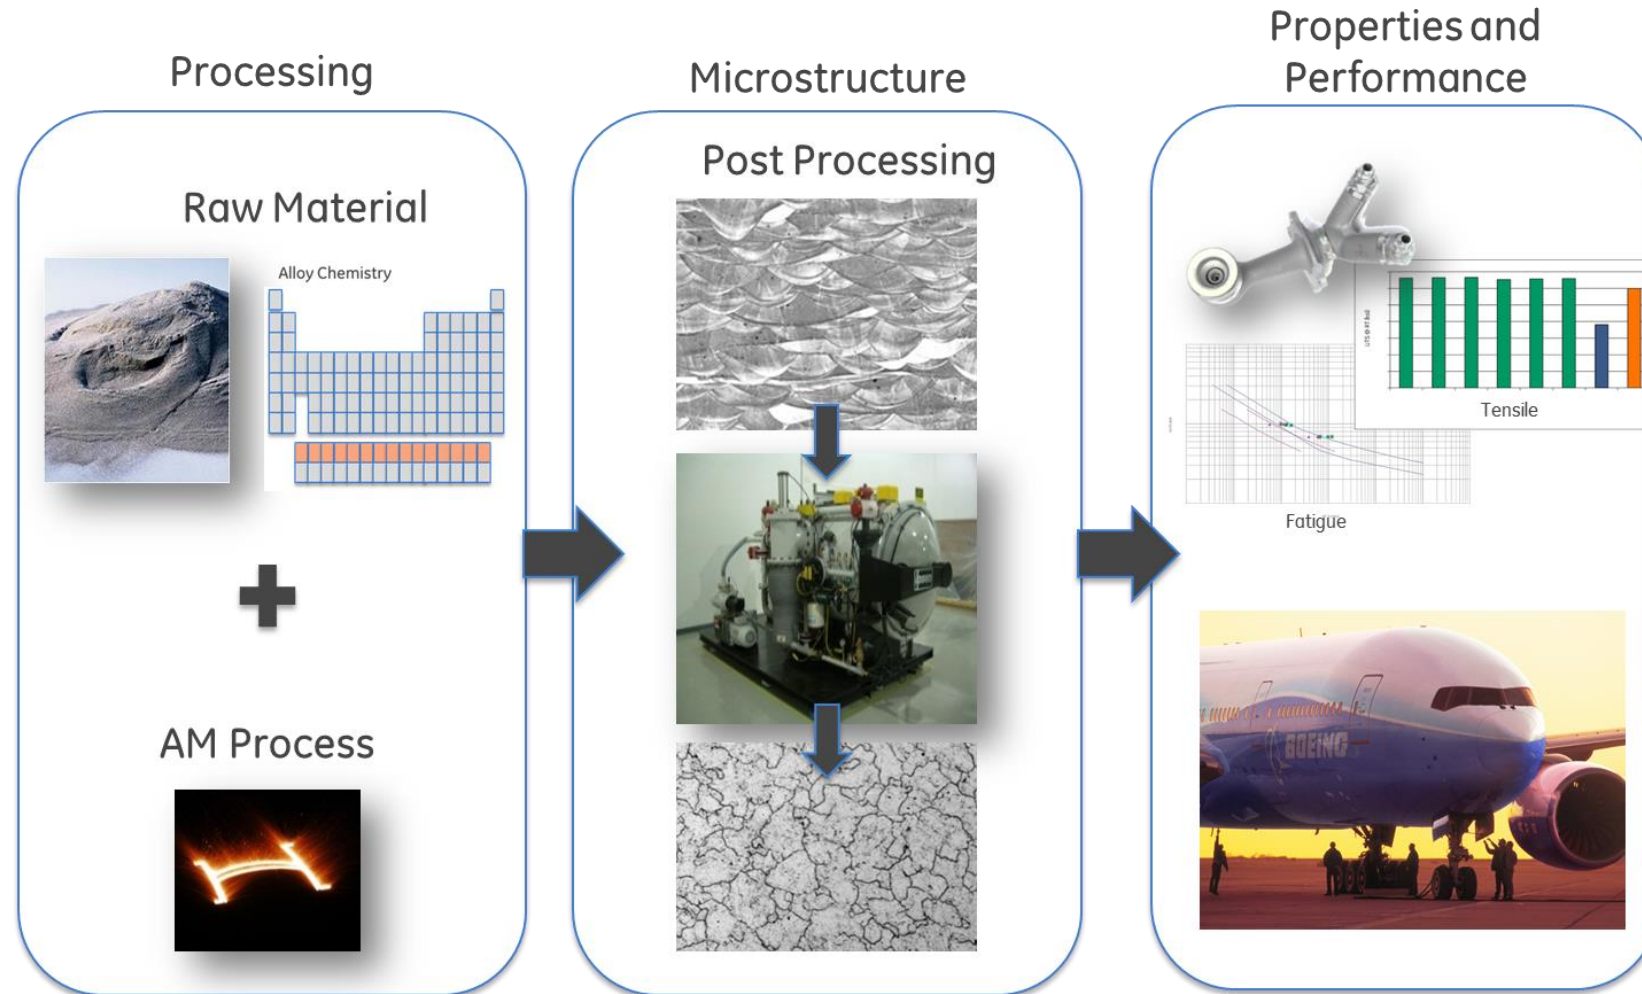 Processing
Raw Material
Alloy Chemistry
AM Process
Microstructure
Post Processing
Properties and
Performance
Tensile
Fatigue
BOEING